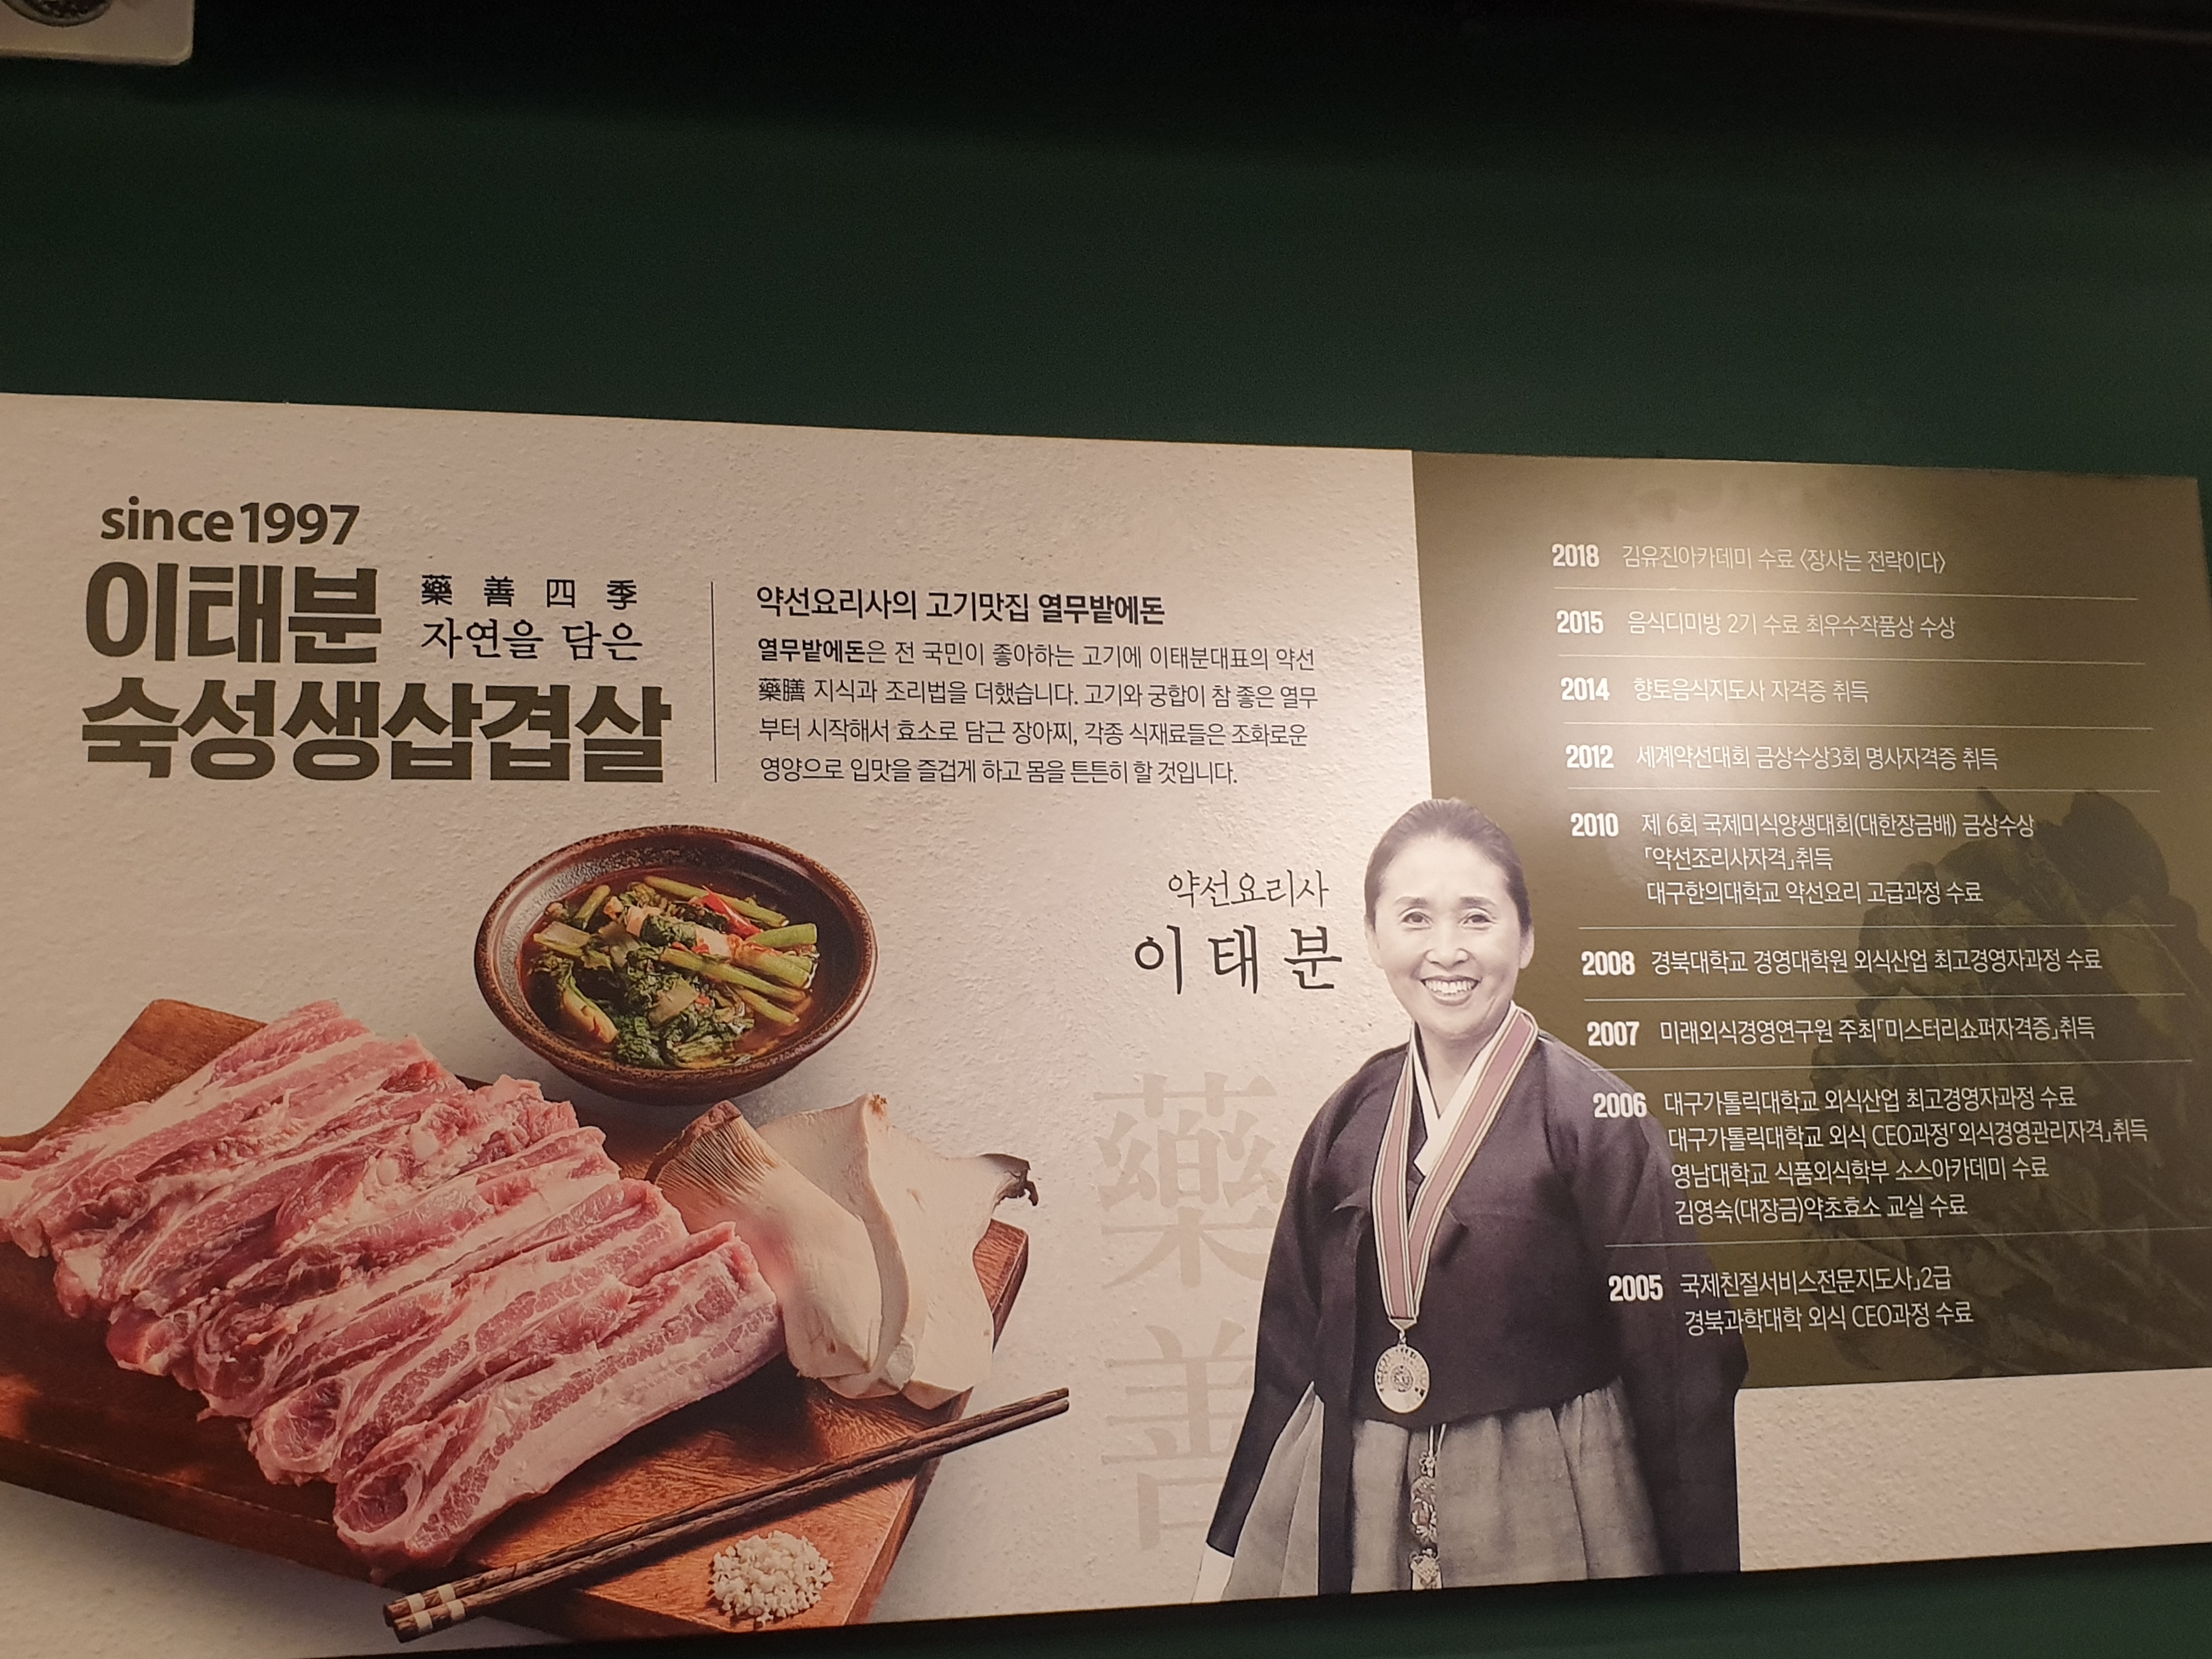 since 1997
이태분
藥善四季
자연을 담은
숙성생삼겹살
약선요리사의 고기맛집 열무밭에돈
열무밭에돈은 전 국민이 좋아하는 고기에 이태분대표의 약선
藥膳 지식과 조리법을 더했습니다. 고기와 궁합이 참 좋은 열무
부터 시작해서 효소로 담근 장아찌, 각종 식재료들은 조화로운
영양으로 입맛을 즐겁게 하고 몸을 튼튼히 할 것입니다.
약선요리사
이태분
藥善
2018 김유진아카데미 수료 〈장사는 전략이다〉
2015 음식디미방 2기 수료 최우수작품상 수상
2014 향토음식지도사 자격증 취득
2012 세계약선대회 금상수상3회 명사자격증 취득
2010 제 6회 국제미식양생대회(대한장금배) 금상수상
「약선조리사자격」취득
대구한의대학교 약선요리 고급과정 수료
2008 경북대학교 경영대학원 외식산업 최고경영자과정 수료
2007 미래외식경영연구원 주최「미스터리쇼퍼자격증」취득
2006 대구가톨릭대학교 외식산업 최고경영자과정 수료
대구가톨릭대학교 외식 CEO과정「외식경영관리자격」취득
영남대학교 식품외식학부 소스아카데미 수료
김영숙(대장금)약초효소 교실 수료
2005 국제친절서비스전문지도사」2급
경북과학대학 외식 CEO과정 수료